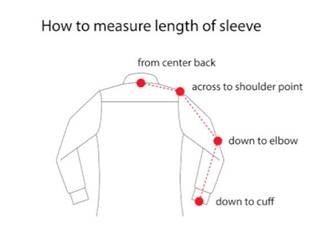 How to measure length of sleeve
from center back
across to shoulder point
down to elbow
down to cuff